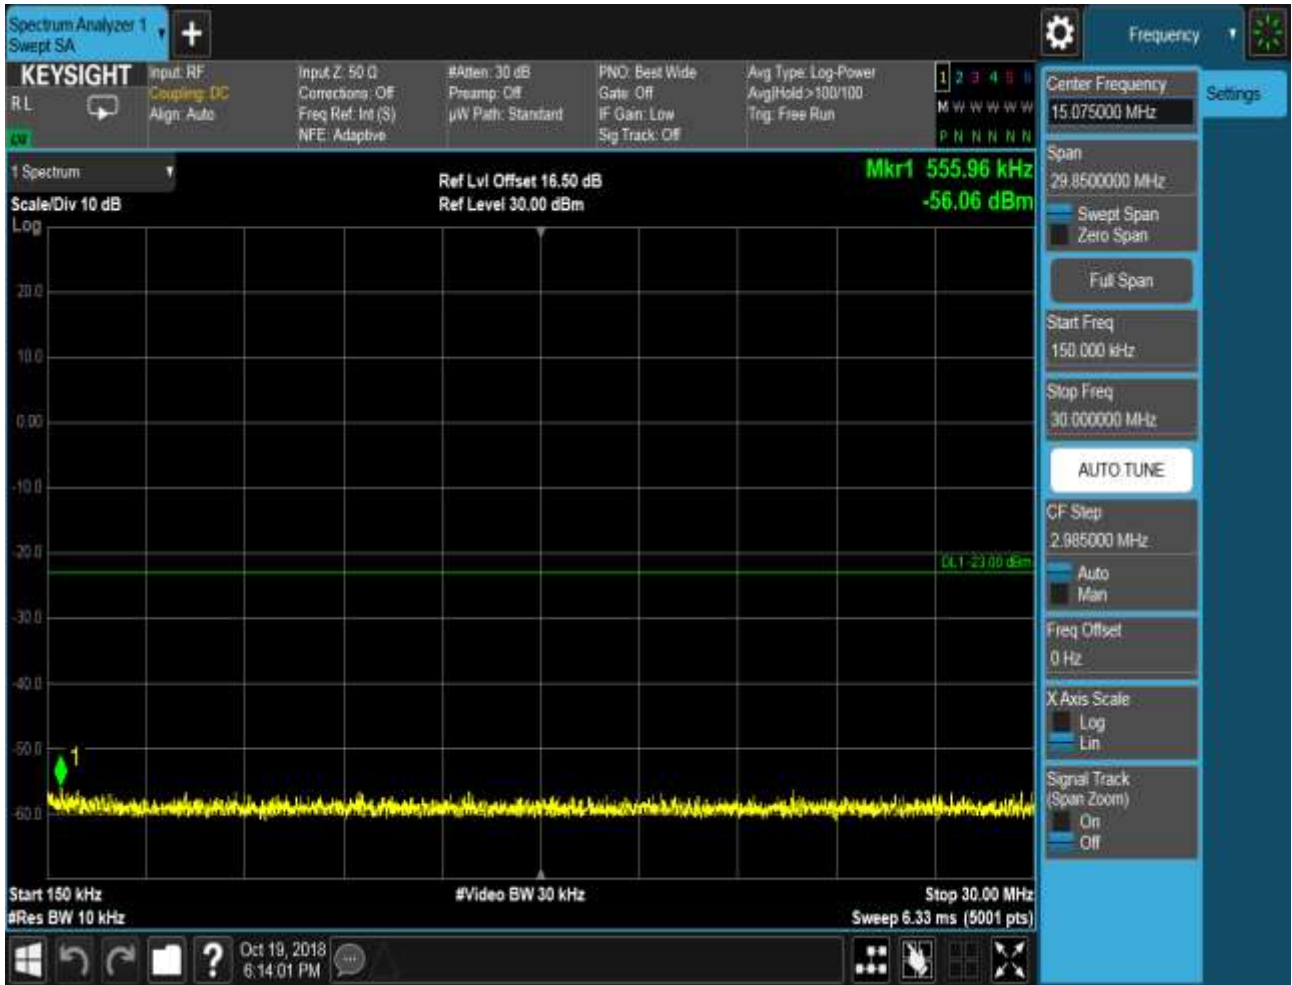 Spectrum Analyzer 1
Swept SA
Frequency
KEYSIGHT
RL
Input: RF
Coupling: DC
Align: Auto
Input Z: 50 Ω
Corrections: Off
Freq Ref: Int (S)
NFE: Adaptive
#Atten: 30 dB
Preamp: Off
µW Path: Standard
PNO: Best Wide
Gate: Off
IF Gain: Low
Sig Track: Off
Avg Type: Log-Power
Avg|Hold:>100/100
Trig: Free Run
1 2 3 4 5 6
M W W W W W
P N N N N N
1 Spectrum
Scale/Div 10 dB
Log
Ref Lvl Offset 16.50 dB
Ref Level 30.00 dBm
Mkr1 555.96 kHz
-56.06 dBm
20.0
10.0
0.00
-10.0
-20.0
-30.0
-40.0
-50.0
-60.0
DL1 -23.00 dBm
1
Start 150 kHz
#Res BW 10 kHz
#Video BW 30 kHz
Stop 30.00 MHz
Sweep 6.33 ms (5001 pts)
Center Frequency
15.075000 MHz
Settings
Span
29.8500000 MHz
Swept Span
Zero Span
Full Span
Start Freq
150.000 kHz
Stop Freq
30.000000 MHz
AUTO TUNE
CF Step
2.985000 MHz
Auto
Man
Freq Offset
0 Hz
X Axis Scale
Log
Lin
Signal Track
(Span Zoom)
On
Off
?
Oct 19, 2018
6:14:01 PM